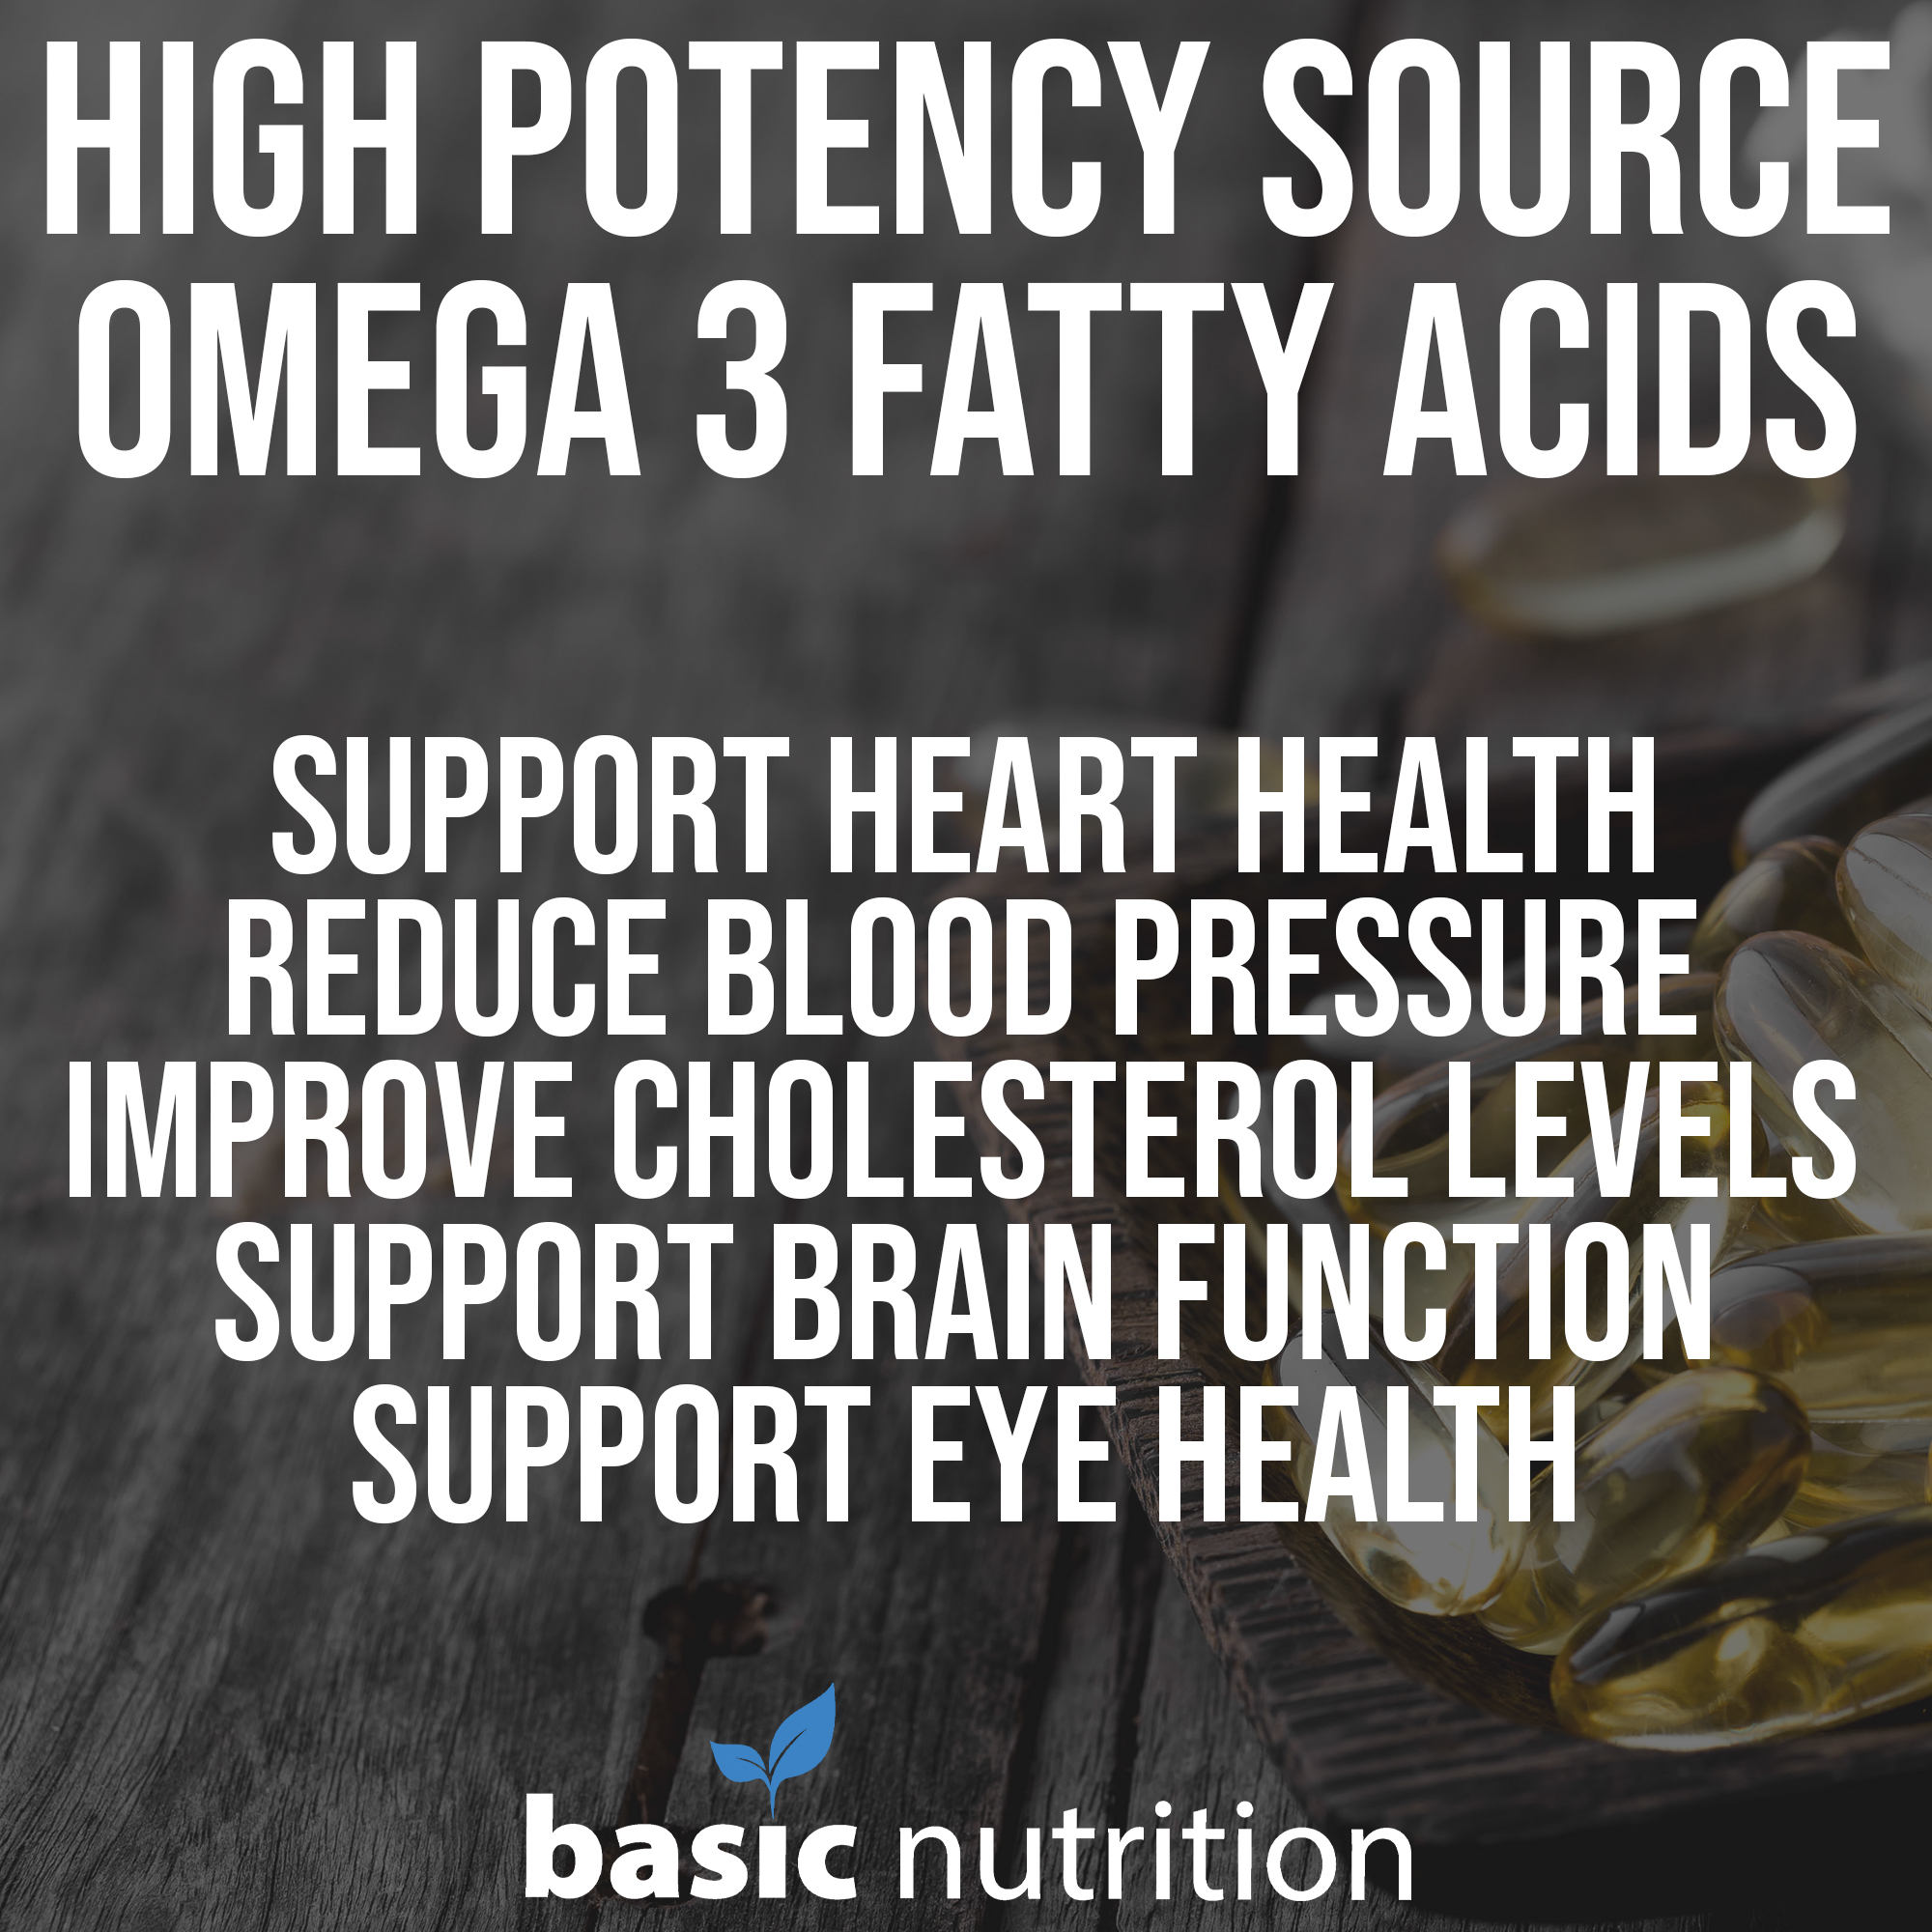 HIGH POTENCY SOURCE
OMEGA 3 FATTY ACIDS
SUPPORT HEART HEALTH
REDUCE BLOOD PRESSURE
IMPROVE CHOLESTEROL LEVELS
SUPPORT BRAIN FUNCTION
SUPPORT EYE HEALTH
basic nutrition